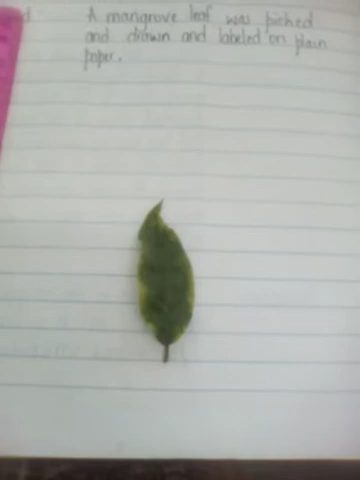 d A mangrove leaf was picked
and drawn and labeled on plain
paper.